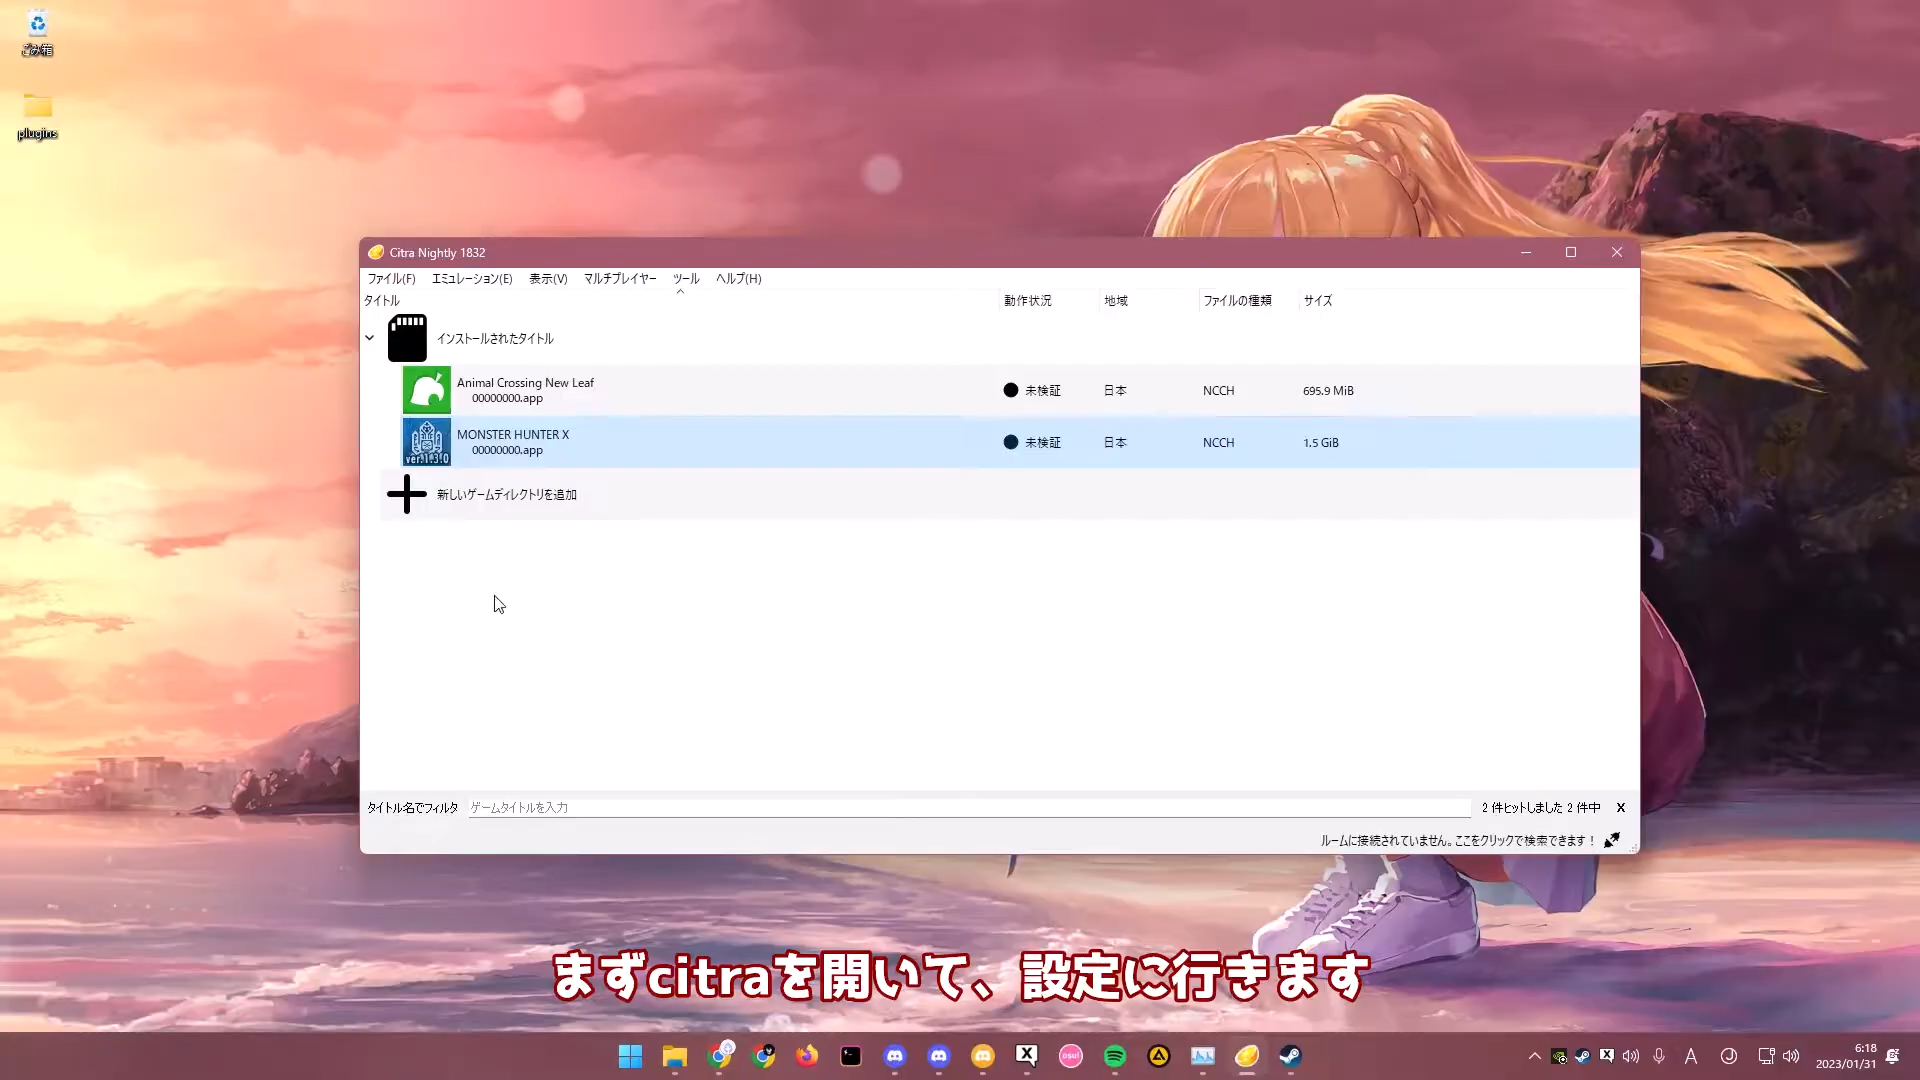 ごみ箱
plugins
Citra Nightly 1832
ファイル(F) エミュレーション(E) 表示(V) マルチプレイヤー ツール ヘルプ(H)
タイトル 動作状況 地域 ファイルの種類 サイズ
インストールされたタイトル
Animal Crossing New Leaf
00000000.app
未検証 日本 NCCH 695.9 MiB
MONSTER HUNTER X
00000000.app
ver.1.3.0
未検証 日本 NCCH 1.5 GiB
新しいゲームディレクトリを追加
タイトル名でフィルタ ゲームタイトルを入力 2 件ヒットしました 2 件中 X
ルームに接続されていません。ここをクリックで検索できます！
まずcitraを開いて、設定に行きます
osu!
A
J
6:18
2023/01/31